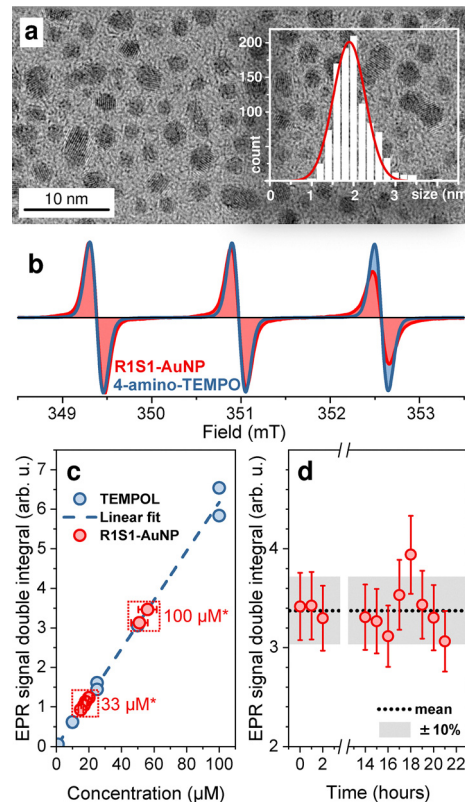 a
200
150
100
50
count
0
1
2
3
size (nm
10 nm
b
R1S1-AuNP
4-amino-TEMPO
349
350
351
352
353
Field (mT)
c
d
EPR signal double integral (arb. u.)
7
6
5
4
3
2
1
0
TEMPOL
Linear fit
R1S1-AuNP
100 µM*
33 µM*
0 20 40 60 80 100
Concentration (µM)
EPR signal double integral (arb. u.)
5
4
3
2
mean
± 10%
0 2 14 16 18 20 22
Time (hours)